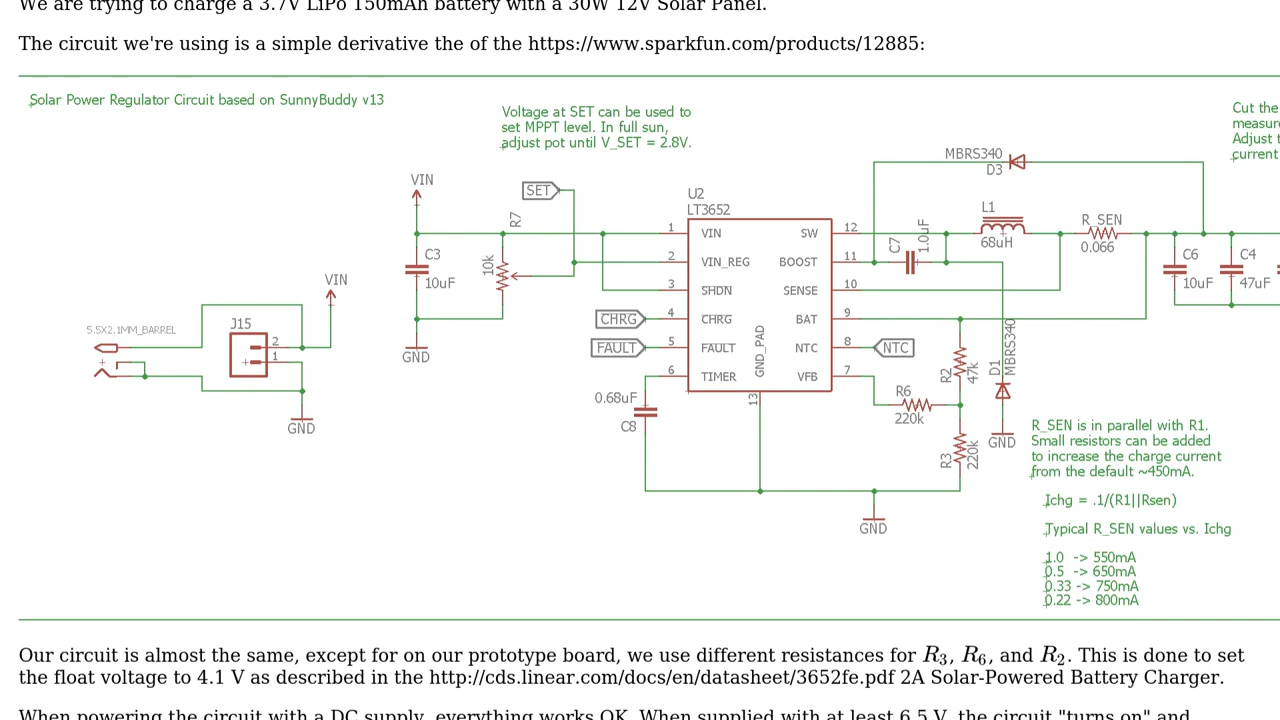 We are trying to charge a 3.7V LiPo 150mAh battery with a 30W 12V Solar Panel.
The circuit we're using is a simple derivative the of the https://www.sparkfun.com/products/12885:
Solar Power Regulator Circuit based on SunnyBuddy v13
Voltage at SET can be used to
set MPPT level. In full sun,
adjust pot until V_SET = 2.8V.
Cut the
measure
Adjust t
current
MBRS340
D3
VIN
SET
R7
U2
LT3652
L1
68uH
R_SEN
0.066
C7
1.0uF
C3
10uF
10k
1 VIN SW 12
2 VIN_REG BOOST 11
3 SHDN SENSE 10
4 CHRG BAT 9
5 FAULT NTC 8
6 TIMER VFB 7
GND_PAD
13
C6
10uF
C4
47uF
CHRG
FAULT
NTC
VIN
5.5X2.1MM_BARREL
J15
2
1
+
+
GND
GND
0.68uF
C8
R6
220k
R2
47k
D1
MBRS340
R3
220k
GND
GND
R_SEN is in parallel with R1.
Small resistors can be added
to increase the charge current
from the default ~450mA.
Ichg = .1/(R1||Rsen)
Typical R_SEN values vs. Ichg
1.0 -> 550mA
0.5 -> 650mA
0.33 -> 750mA
0.22 -> 800mA
Our circuit is almost the same, except for on our prototype board, we use different resistances for R3, R6, and R2. This is done to set
the float voltage to 4.1 V as described in the http://cds.linear.com/docs/en/datasheet/3652fe.pdf 2A Solar-Powered Battery Charger.
When powering the circuit with a DC supply, everything works OK. When supplied with at least 6.5 V, the circuit "turns on" and